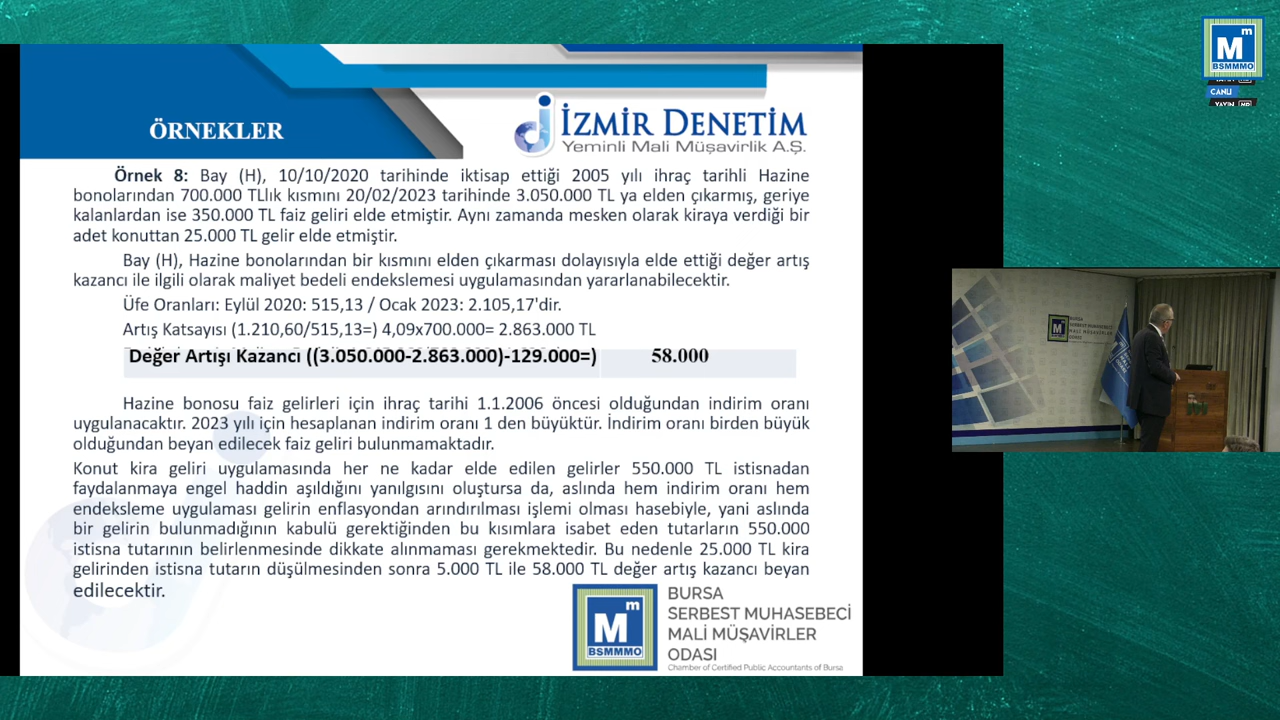 ÖRNEKLER
İZMİR DENETİM
Yeminli Mali Müşavirlik A.Ş.
Örnek 8: Bay (H), 10/10/2020 tarihinde iktisap ettiği 2005 yılı ihraç tarihli Hazine
bonolarından 700.000 TLlık kısmını 20/02/2023 tarihinde 3.050.000 TL ya elden çıkarmış, geriye
kalanlardan ise 350.000 TL faiz geliri elde etmiştir. Aynı zamanda mesken olarak kiraya verdiği bir
adet konuttan 25.000 TL gelir elde etmiştir.
Bay (H), Hazine bonolarından bir kısmını elden çıkarması dolayısıyla elde ettiği değer artış
kazancı ile ilgili olarak maliyet bedeli endekslemesi uygulamasından yararlanabilecektir.
Üfe Oranları: Eylül 2020: 515,13 / Ocak 2023: 2.105,17'dir.
Artış Katsayısı (1.210,60/515,13=) 4,09x700.000= 2.863.000 TL
Değer Artışı Kazancı ((3.050.000-2.863.000)-129.000=) 58.000
Hazine bonosu faiz gelirleri için ihraç tarihi 1.1.2006 öncesi olduğundan indirim oranı
uygulanacaktır. 2023 yılı için hesaplanan indirim oranı 1 den büyüktür. İndirim oranı birden büyük
olduğundan beyan edilecek faiz geliri bulunmamaktadır.
Konut kira geliri uygulamasında her ne kadar elde edilen gelirler 550.000 TL istisnadan
faydalanmaya engel haddin aşıldığını yanılgısını oluştursa da, aslında hem indirim oranı hem
endeksleme uygulaması gelirin enflasyondan arındırılması işlemi olması hasebiyle, yani aslında
bir gelirin bulunmadığının kabulü gerektiğinden bu kısımlara isabet eden tutarların 550.000
istisna tutarının belirlenmesinde dikkate alınmaması gerekmektedir. Bu nedenle 25.000 TL kira
gelirinden istisna tutarın düşülmesinden sonra 5.000 TL ile 58.000 TL değer artış kazancı beyan
edilecektir.
Mm
BSMMMO
BURSA
SERBEST MUHASEBECİ
MALİ MÜŞAVİRLER
ODASI
Chamber of Certified Public Accountants of Bursa
Mm
BSMMMO
CANLI
YAYIN
BURSA
SERBEST MUHASEBECİ
MALİ MÜŞAVİRLER
ODASI